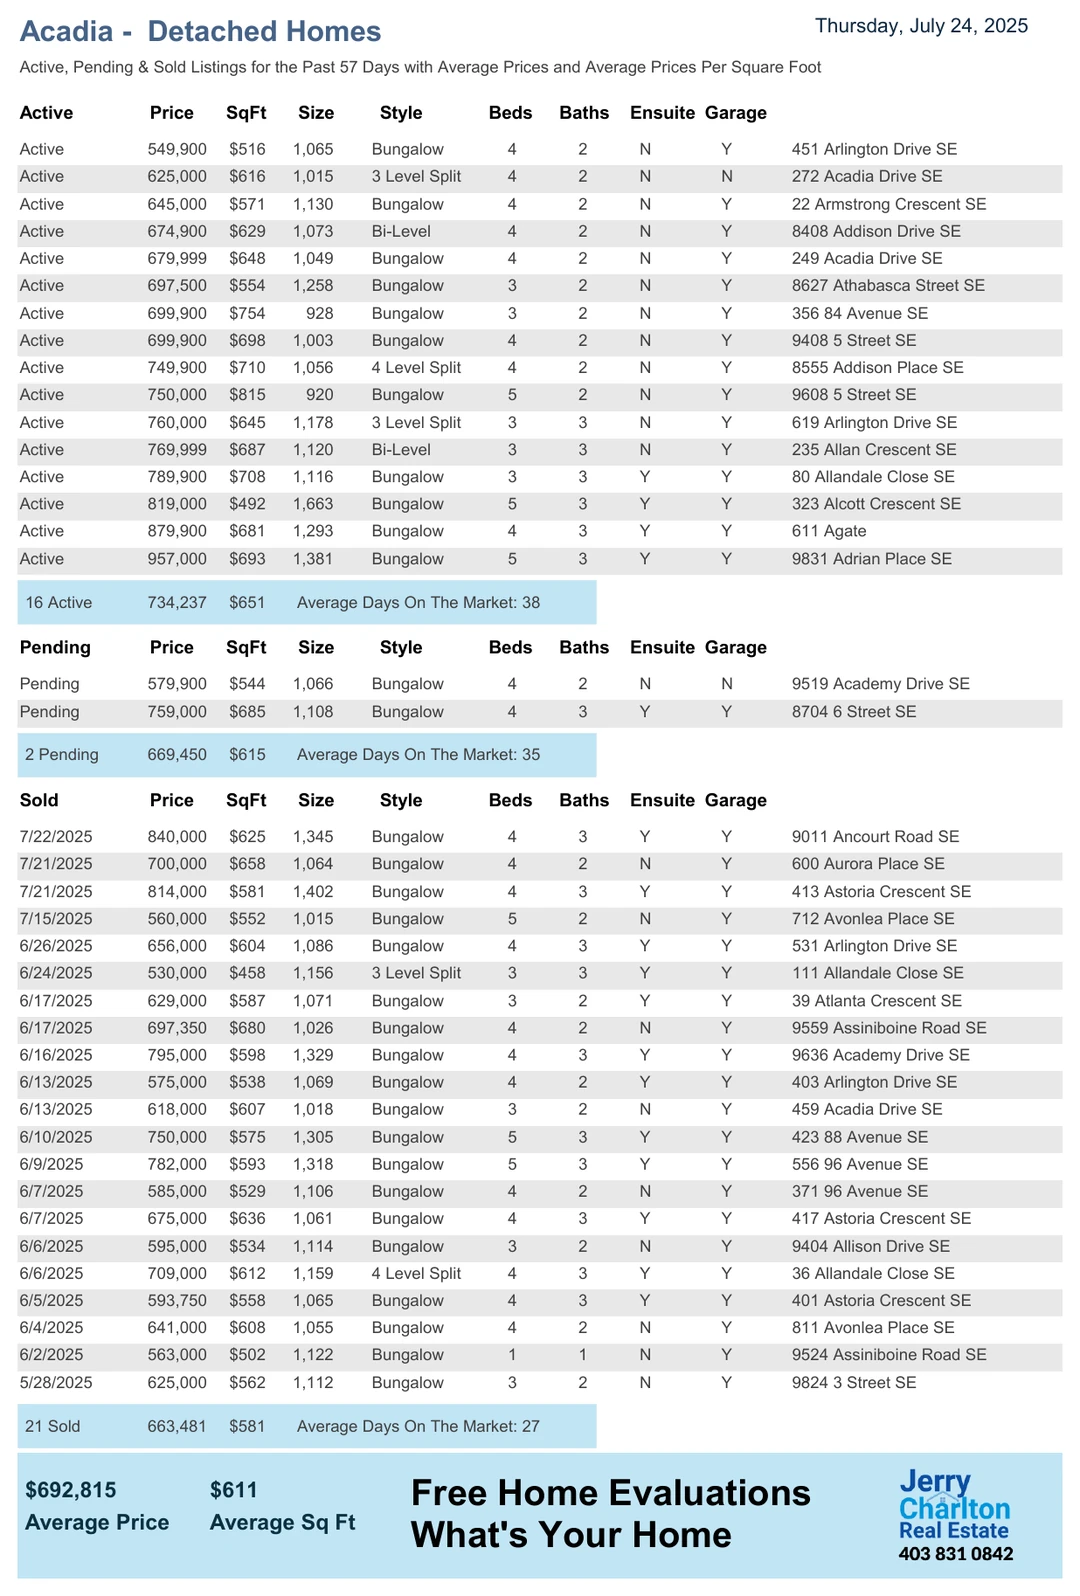 Acadia - Detached Homes
Thursday, July 24, 2025
Active, Pending & Sold Listings for the Past 57 Days with Average Prices and Average Prices Per Square Foot
Active Price SqFt Size Style Beds Baths Ensuite Garage
Active 549,900 $516 1,065 Bungalow 4 2 N Y 451 Arlington Drive SE
Active 625,000 $616 1,015 3 Level Split 4 2 N N 272 Acadia Drive SE
Active 645,000 $571 1,130 Bungalow 4 2 N Y 22 Armstrong Crescent SE
Active 674,900 $629 1,073 Bi-Level 4 2 N Y 8408 Addison Drive SE
Active 679,999 $648 1,049 Bungalow 4 2 N Y 249 Acadia Drive SE
Active 697,500 $554 1,258 Bungalow 3 2 N Y 8627 Athabasca Street SE
Active 699,900 $754 928 Bungalow 3 2 N Y 356 84 Avenue SE
Active 699,900 $698 1,003 Bungalow 4 2 N Y 9408 5 Street SE
Active 749,900 $710 1,056 4 Level Split 4 2 N Y 8555 Addison Place SE
Active 750,000 $815 920 Bungalow 5 2 N Y 9608 5 Street SE
Active 760,000 $645 1,178 3 Level Split 3 3 N Y 619 Arlington Drive SE
Active 769,999 $687 1,120 Bi-Level 3 3 N Y 235 Allan Crescent SE
Active 789,900 $708 1,116 Bungalow 3 3 Y Y 80 Allandale Close SE
Active 819,000 $492 1,663 Bungalow 5 3 Y Y 323 Alcott Crescent SE
Active 879,900 $681 1,293 Bungalow 4 3 Y Y 611 Agate
Active 957,000 $693 1,381 Bungalow 5 3 Y Y 9831 Adrian Place SE
16 Active 734,237 $651 Average Days On The Market: 38
Pending Price SqFt Size Style Beds Baths Ensuite Garage
Pending 579,900 $544 1,066 Bungalow 4 2 N N 9519 Academy Drive SE
Pending 759,000 $685 1,108 Bungalow 4 3 Y Y 8704 6 Street SE
2 Pending 669,450 $615 Average Days On The Market: 35
Sold Price SqFt Size Style Beds Baths Ensuite Garage
7/22/2025 840,000 $625 1,345 Bungalow 4 3 Y Y 9011 Ancourt Road SE
7/21/2025 700,000 $658 1,064 Bungalow 4 2 N Y 600 Aurora Place SE
7/21/2025 814,000 $581 1,402 Bungalow 4 3 Y Y 413 Astoria Crescent SE
7/15/2025 560,000 $552 1,015 Bungalow 5 2 N Y 712 Avonlea Place SE
6/26/2025 656,000 $604 1,086 Bungalow 4 3 Y Y 531 Arlington Drive SE
6/24/2025 530,000 $458 1,156 3 Level Split 3 3 Y Y 111 Allandale Close SE
6/17/2025 629,000 $587 1,071 Bungalow 3 2 Y Y 39 Atlanta Crescent SE
6/17/2025 697,350 $680 1,026 Bungalow 4 2 N Y 9559 Assiniboine Road SE
6/16/2025 795,000 $598 1,329 Bungalow 4 3 Y Y 9636 Academy Drive SE
6/13/2025 575,000 $538 1,069 Bungalow 4 2 Y Y 403 Arlington Drive SE
6/13/2025 618,000 $607 1,018 Bungalow 3 2 N Y 459 Acadia Drive SE
6/10/2025 750,000 $575 1,305 Bungalow 5 3 Y Y 423 88 Avenue SE
6/9/2025 782,000 $593 1,318 Bungalow 5 3 Y Y 556 96 Avenue SE
6/7/2025 585,000 $529 1,106 Bungalow 4 2 N Y 371 96 Avenue SE
6/7/2025 675,000 $636 1,061 Bungalow 4 3 Y Y 417 Astoria Crescent SE
6/6/2025 595,000 $534 1,114 Bungalow 3 2 N Y 9404 Allison Drive SE
6/6/2025 709,000 $612 1,159 4 Level Split 4 3 Y Y 36 Allandale Close SE
6/5/2025 593,750 $558 1,065 Bungalow 4 3 Y Y 401 Astoria Crescent SE
6/4/2025 641,000 $608 1,055 Bungalow 4 2 N Y 811 Avonlea Place SE
6/2/2025 563,000 $502 1,122 Bungalow 1 1 N Y 9524 Assiniboine Road SE
5/28/2025 625,000 $562 1,112 Bungalow 3 2 N Y 9824 3 Street SE
21 Sold 663,481 $581 Average Days On The Market: 27
$692,815 $611
Average Price Average Sq Ft
Free Home Evaluations
What's Your Home
Jerry
Charlton
Real Estate
403 831 0842